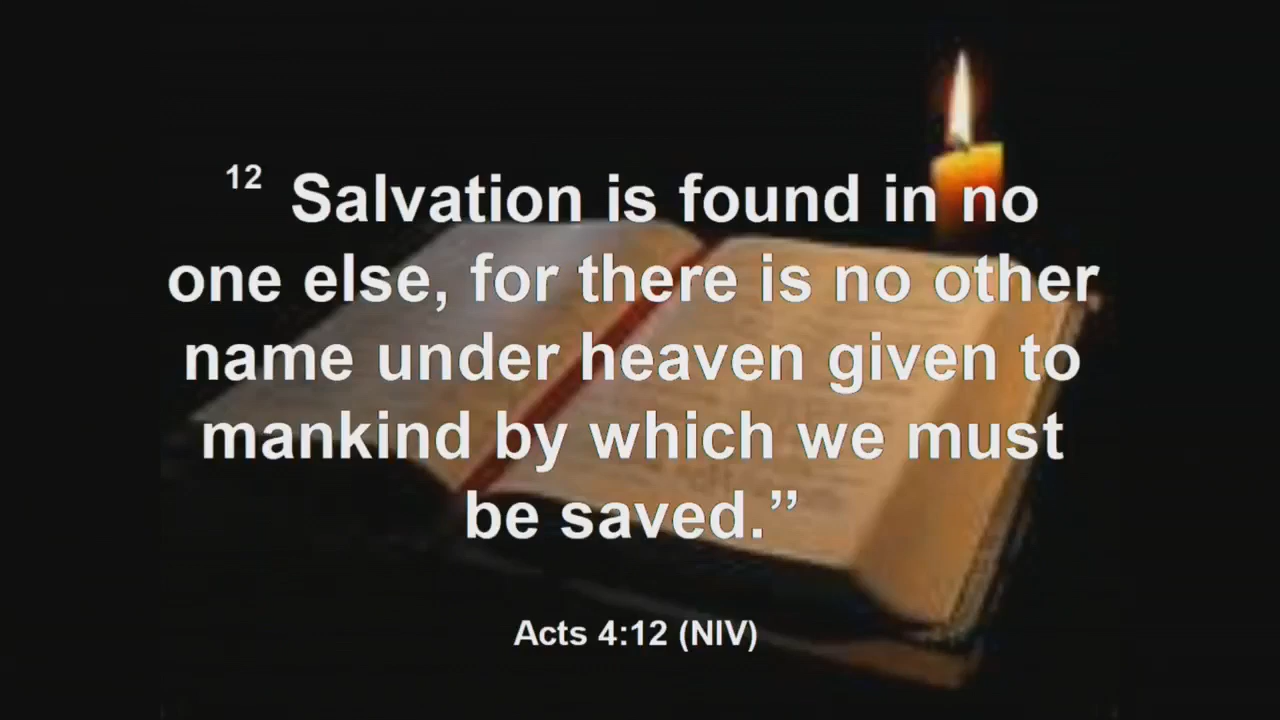 12 Salvation is found in no
one else, for there is no other
name under heaven given to
mankind by which we must
be saved.”
Acts 4:12 (NIV)